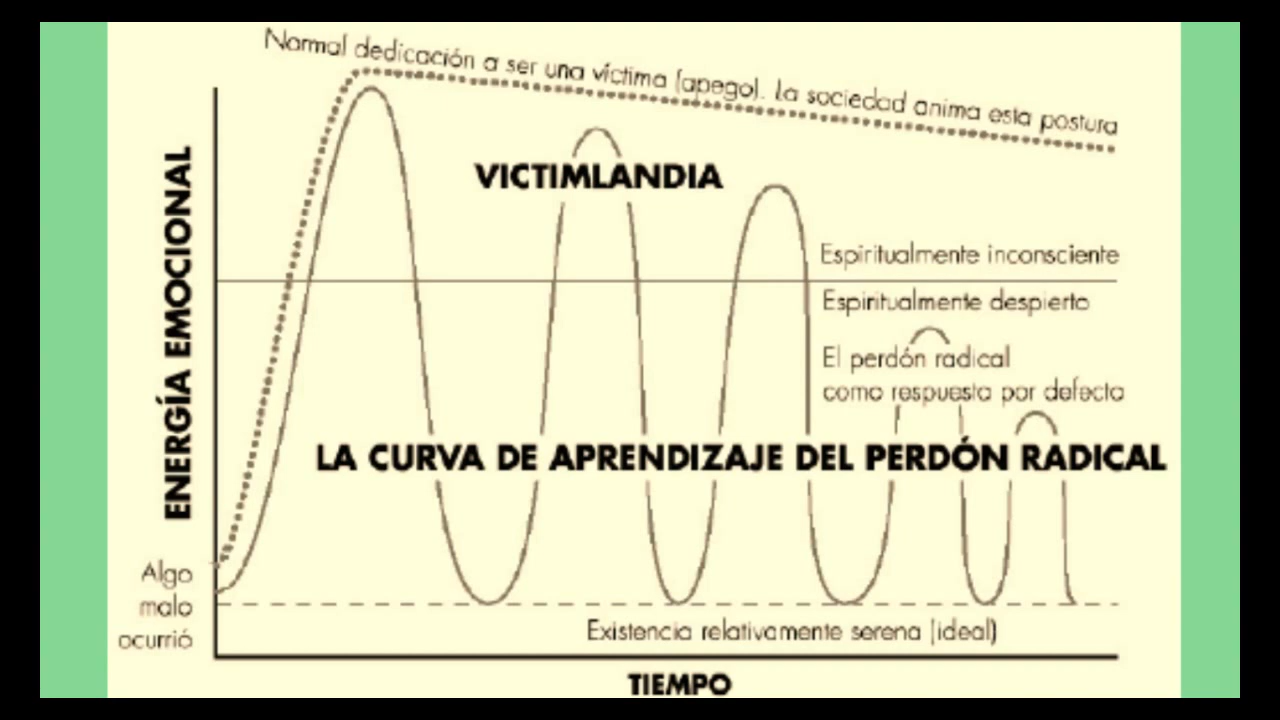 Normal dedicación a ser una víctima (apego). La sociedad anima esta postura
VICTIMLANDIA
ENERGÍA EMOCIONAL
Espiritualmente inconsciente
Espiritualmente despierto
El perdón radical
como respuesta por defecto
LA CURVA DE APRENDIZAJE DEL PERDÓN RADICAL
Algo
malo
ocurrió
Existencia relativamente serena (ideal)
TIEMPO